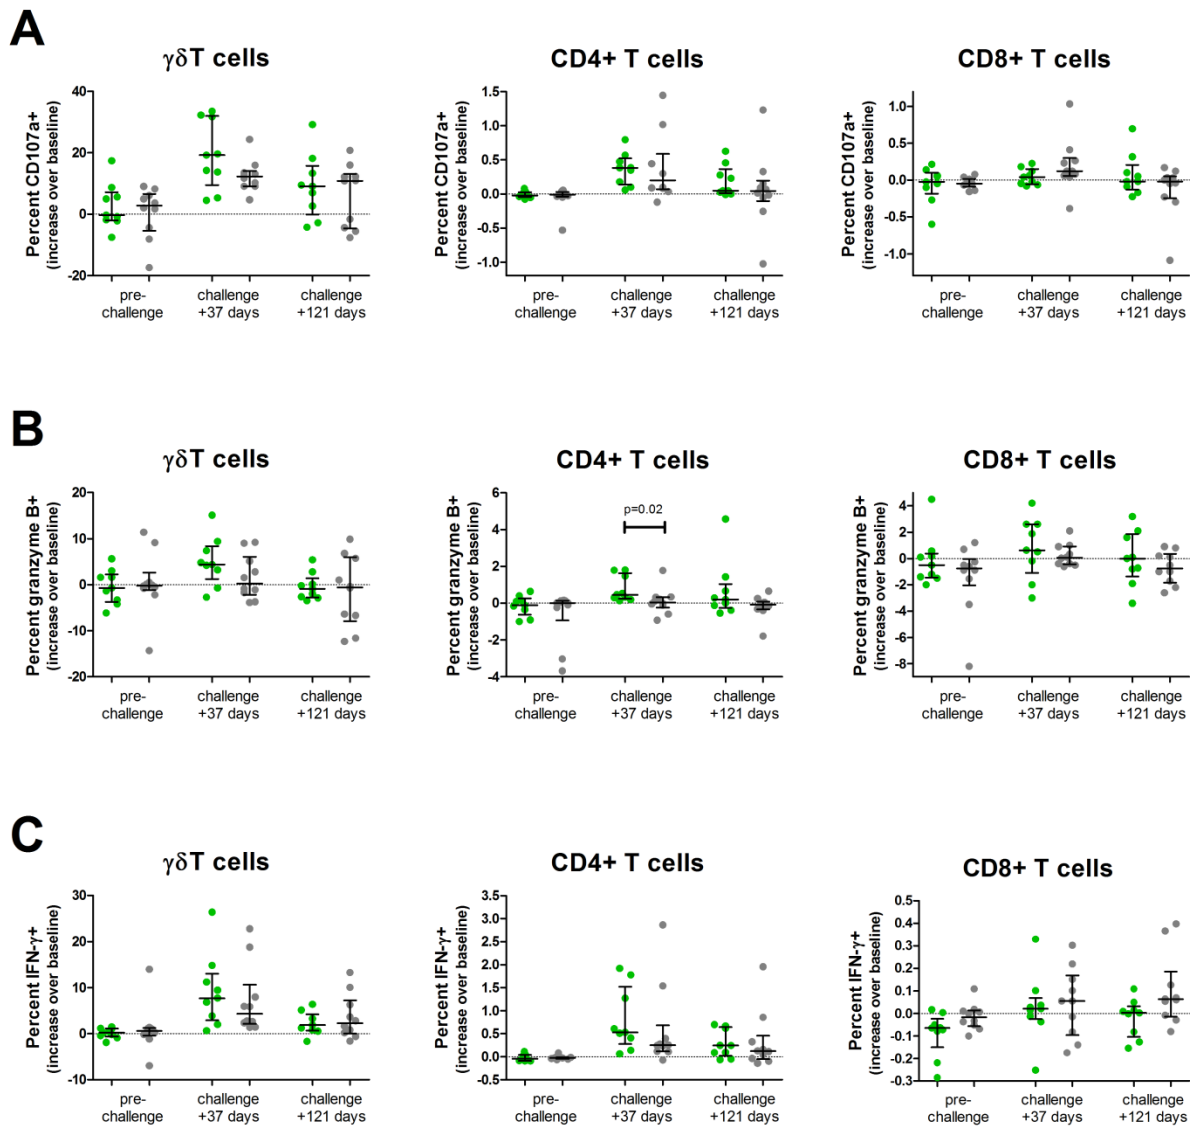 A
γδT cells
CD4+ T cells
CD8+ T cells
Percent CD107a+
(increase over baseline)
40
20
0
-20
pre-
challenge
challenge
+37 days
challenge
+121 days
Percent CD107a+
(increase over baseline)
1.5
1.0
0.5
0.0
-0.5
-1.0
pre-
challenge
challenge
+37 days
challenge
+121 days
Percent CD107a+
(increase over baseline)
1.0
0.5
0.0
-0.5
-1.0
pre-
challenge
challenge
+37 days
challenge
+121 days
B
γδT cells
CD4+ T cells
CD8+ T cells
Percent granzyme B+
(increase over baseline)
20
10
0
-10
-20
pre-
challenge
challenge
+37 days
challenge
+121 days
Percent granzyme B+
(increase over baseline)
6
4
2
0
-2
-4
p=0.02
pre-
challenge
challenge
+37 days
challenge
+121 days
Percent granzyme B+
(increase over baseline)
4
2
0
-2
-4
-6
-8
pre-
challenge
challenge
+37 days
challenge
+121 days
C
γδT cells
CD4+ T cells
CD8+ T cells
Percent IFN-γ+
(increase over baseline)
30
20
10
0
-10
pre-
challenge
challenge
+37 days
challenge
+121 days
Percent IFN-γ+
(increase over baseline)
3.5
3.0
2.5
2.0
1.5
1.0
0.5
0.0
-0.5
pre-
challenge
challenge
+37 days
challenge
+121 days
Percent IFN-γ+
(increase over baseline)
0.5
0.4
0.3
0.2
0.1
0.0
-0.1
-0.2
-0.3
pre-
challenge
challenge
+37 days
challenge
+121 days